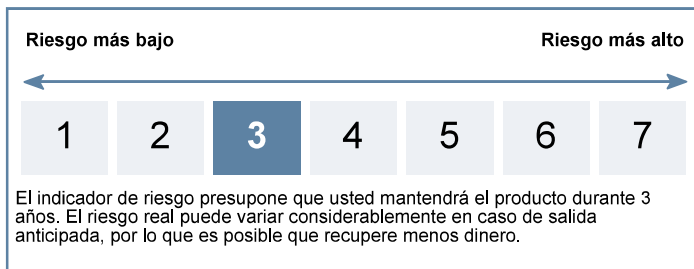 Riesgo más bajo Riesgo más alto
1 2 3 4 5 6 7
El indicador de riesgo presupone que usted mantendrá el producto durante 3
años. El riesgo real puede variar considerablemente en caso de salida
anticipada, por lo que es posible que recupere menos dinero.